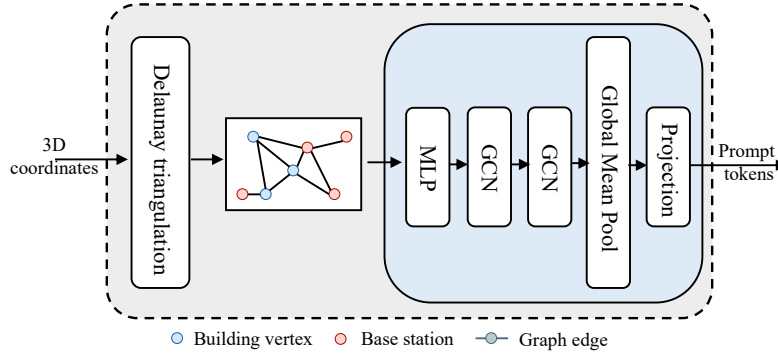 3D
coordinates
Delaunay triangulation
MLP
GCN
GCN
Global Mean Pool
Projection
Prompt
tokens
Building vertex
Base station
Graph edge